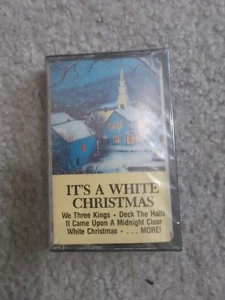 IT'S A WHITE
CHRISTMAS
We Three Kings • Deck The Halls
It Came Upon A Midnight Clear
White Christmas • . . . MORE!